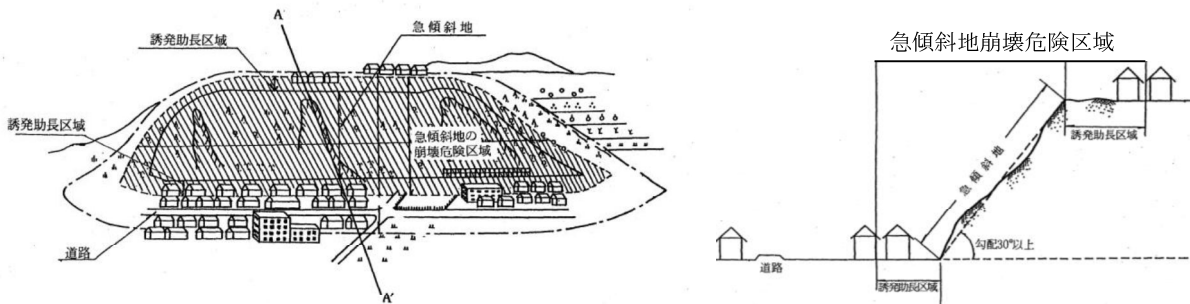 A
誘発助長区域
急傾斜地
誘発助長区域
急傾斜地の
崩壊危険区域
道路
A′
急傾斜地崩壊危険区域
誘発助長区域
急傾斜地
勾配30°以上
道路
誘発助長区域